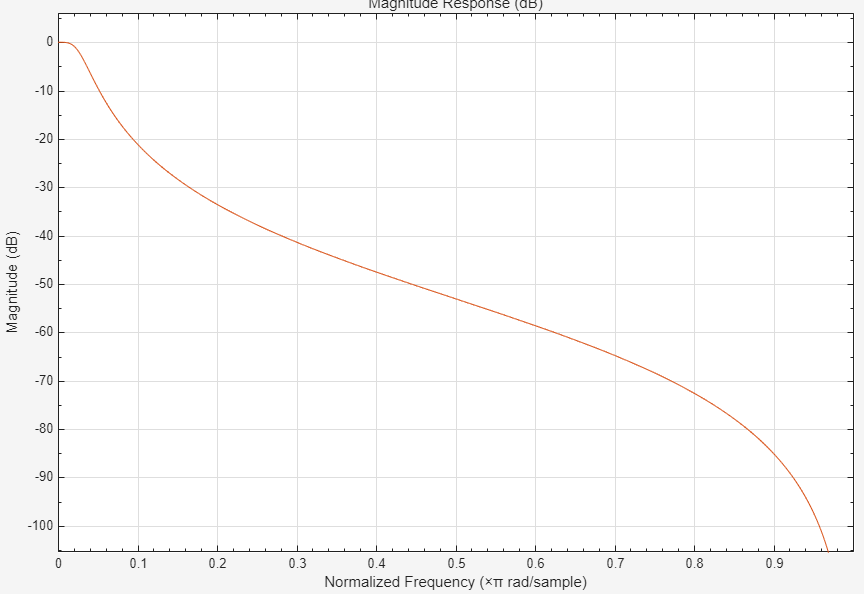 Magnitude Response (dB)
0
-10
-20
-30
-40
-50
-60
-70
-80
-90
-100
Magnitude (dB)
0 0.1 0.2 0.3 0.4 0.5 0.6 0.7 0.8 0.9
Normalized Frequency (×π rad/sample)